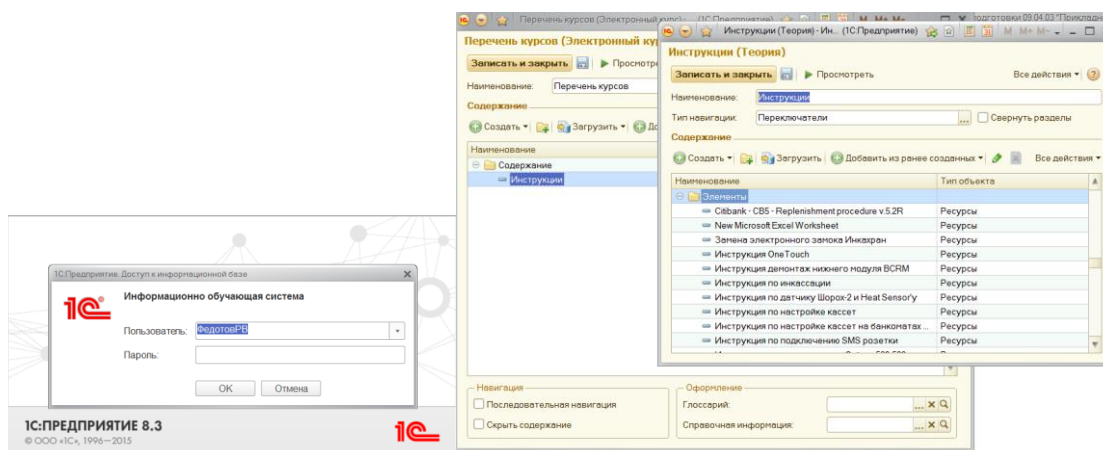 1С:Предприятие. Доступ к информационной базе
Информационно обучающая система
Пользователь: ФедотовРВ
Пароль:
OK Отмена
1С:ПРЕДПРИЯТИЕ 8.3
© ООО «1С», 1996—2015
Перечень курсов (Электронный курс) - ... (1С:Предприятие)
Перечень курсов (Электронный
Записать и закрыть
Наименование: Перечень курсов
Содержание
Создать Загрузить
Наименование
Содержание
Инструкции
Навигация
Последовательная навигация
Скрыть содержание
Оформление
Глоссарий:
Справочная информация:
подготовки 09.04.03
Инструкции (Теория) - Ин... (1С:Предприятие) M M+ M-
Инструкции (Теория)
Записать и закрыть Просмотреть Все действия
Наименование: Инструкции
Тип навигации: Переключатели ... Свернуть разделы
Содержание
Создать Загрузить Добавить из ранее созданных Все действия
Наименование Тип объекта
Элементы
Citibank - CB5 - Replenishment procedure v.5.2R Ресурсы
New Microsoft Excel Worksheet Ресурсы
Замена электронного замока Инкахран Ресурсы
Инструкция OneTouch Ресурсы
Инструкция демонтаж нижнего модуля BCRM Ресурсы
Инструкция по инкассации Ресурсы
Инструкция по датчику Шорох-2 и Heat Sensor'у Ресурсы
Инструкция по настройке кассет Ресурсы
Инструкция по настройке кассет на банкоматах ... Ресурсы
Инструкция по подключению SMS розетки Ресурсы